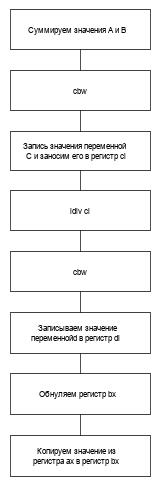 Суммируем значения A и B
cbw
Запись значения переменной
C и заносим его в регистр cl
Idiv cl
cbw
Записываем значение
переменнойd в регистр dl
Обнуляем регистр bx
Копируем значение из
регистра ax в регистр bx